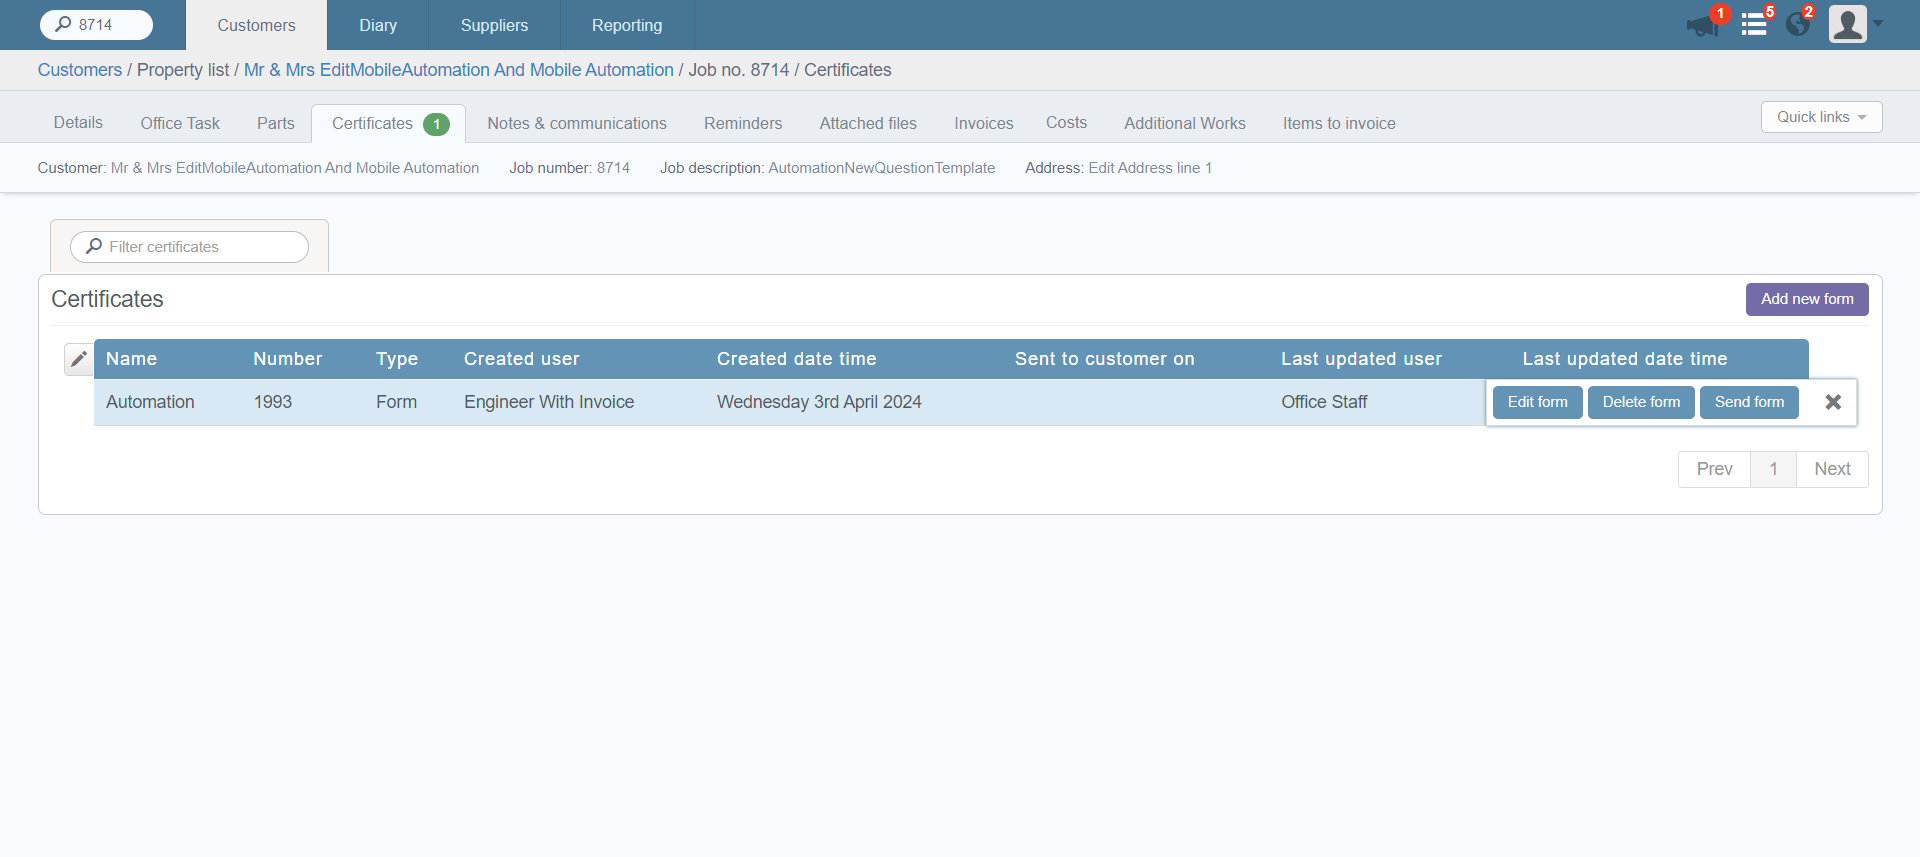 8714 Customers Diary Suppliers Reporting 1 5 2
Customers / Property list / Mr & Mrs EditMobileAutomation And Mobile Automation / Job no. 8714 / Certificates
Details Office Task Parts Certificates 1 Notes & communications Reminders Attached files Invoices Costs Additional Works Items to invoice Quick links
Customer: Mr & Mrs EditMobileAutomation And Mobile Automation Job number: 8714 Job description: AutomationNewQuestionTemplate Address: Edit Address line 1
Filter certificates
Certificates Add new form
Name Number Type Created user Created date time Sent to customer on Last updated user Last updated date time
Automation 1993 Form Engineer With Invoice Wednesday 3rd April 2024 Office Staff Edit form Delete form Send form
Prev 1 Next